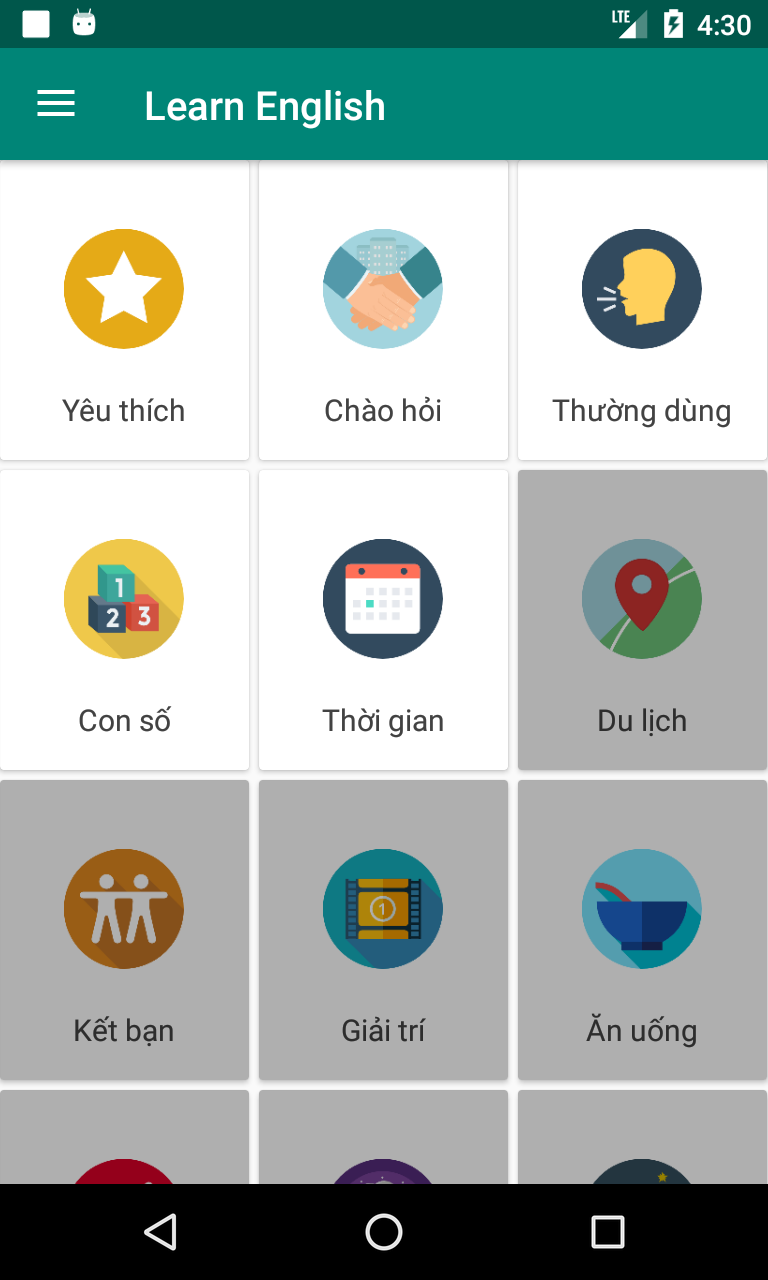 LTE 4:30
Learn English
Yêu thích
Chào hỏi
Thường dùng
1
2 3
Con số
Thời gian
Du lịch
1
Kết bạn
Giải trí
Ăn uống